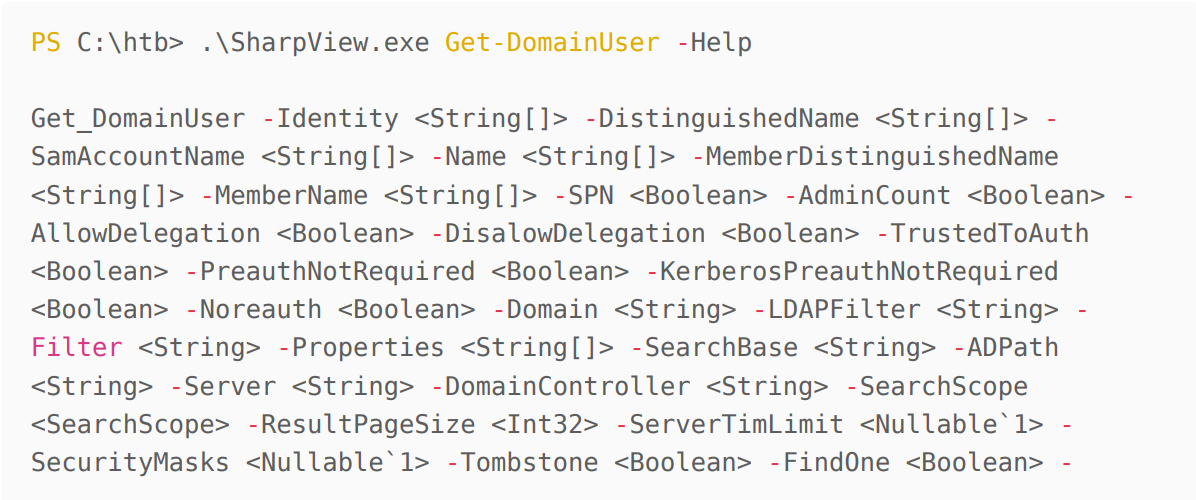 PS C:\htb> .\SharpView.exe Get-DomainUser -Help
Get_DomainUser -Identity <String[]> -DistinguishedName <String[]> -
SamAccountName <String[]> -Name <String[]> -MemberDistinguishedName
<String[]> -MemberName <String[]> -SPN <Boolean> -AdminCount <Boolean> -
AllowDelegation <Boolean> -DisalowDelegation <Boolean> -TrustedToAuth
<Boolean> -PreauthNotRequired <Boolean> -KerberosPreauthNotRequired
<Boolean> -Noreauth <Boolean> -Domain <String> -LDAPFilter <String> -
Filter <String> -Properties <String[]> -SearchBase <String> -ADPath
<String> -Server <String> -DomainController <String> -SearchScope
<SearchScope> -ResultPageSize <Int32> -ServerTimLimit <Nullable`1> -
SecurityMasks <Nullable`1> -Tombstone <Boolean> -FindOne <Boolean> -